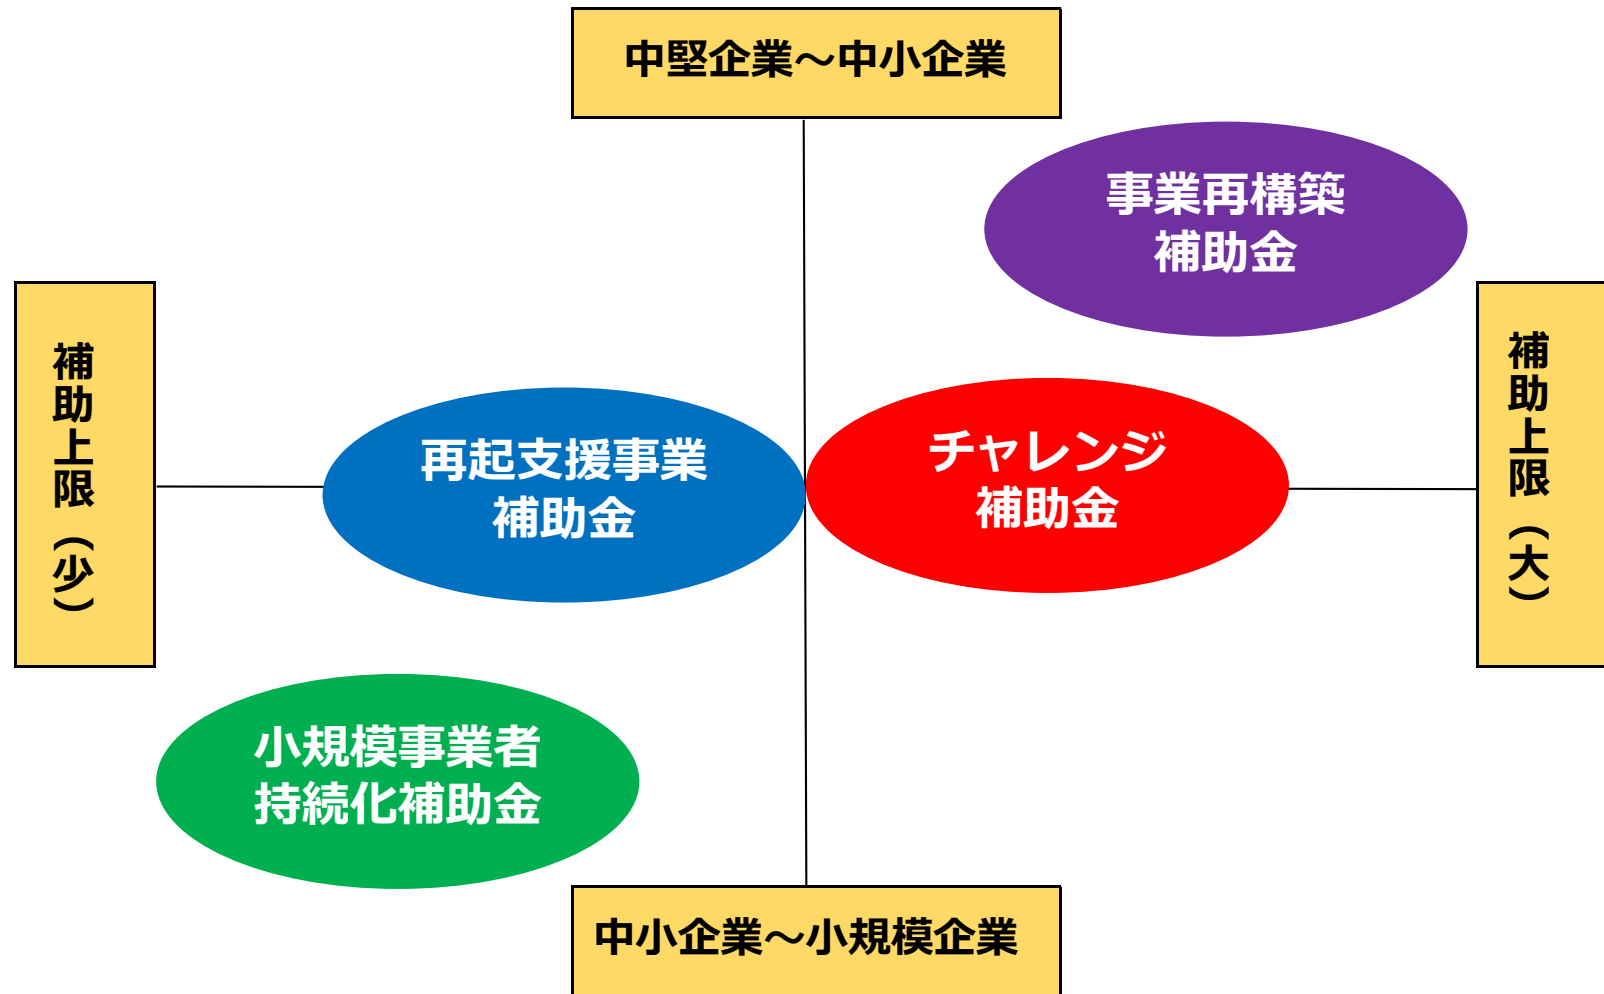 中堅企業～中小企業
事業再構築
補助金
補助上限（少）
再起支援事業
補助金
チャレンジ
補助金
補助上限（大）
小規模事業者
持続化補助金
中小企業～小規模企業